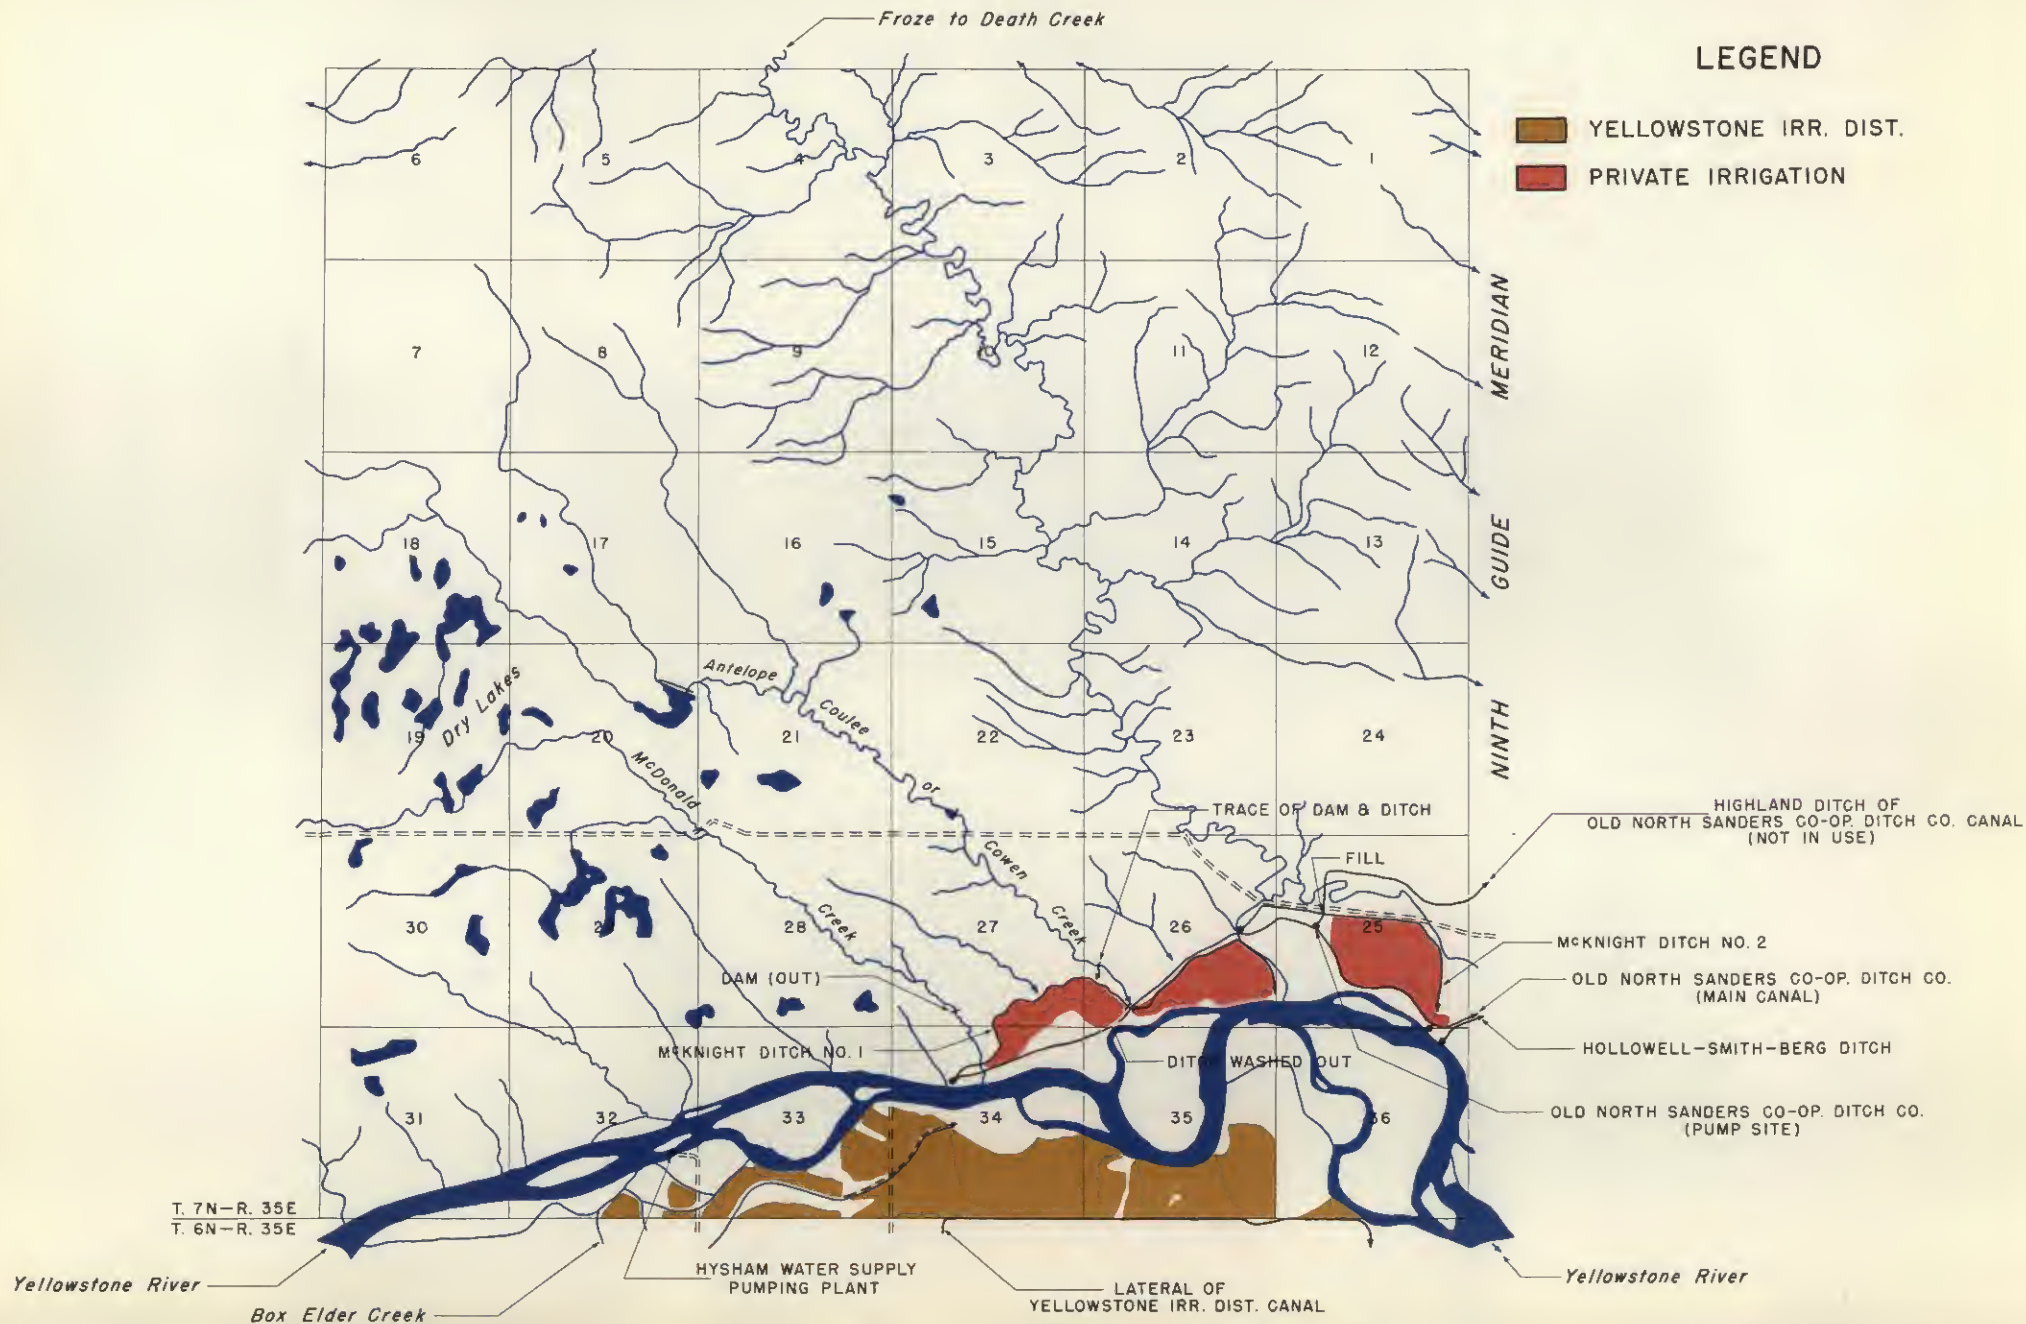 Froze to Death Creek
LEGEND
YELLOWSTONE IRR. DIST.
PRIVATE IRRIGATION
6
5
4
3
2
1
7
8
9
10
11
12
MERIDIAN
18
17
16
15
14
13
GUIDE
19
20
21
22
23
24
NINTH
Dry Lakes
Antelope
Coulee
or
Cowen
Creek
McDonald
Creek
TRACE OF DAM & DITCH
HIGHLAND DITCH OF
OLD NORTH SANDERS CO-OP. DITCH CO. CANAL
(NOT IN USE)
FILL
30
29
28
27
26
25
McKNIGHT DITCH NO. 2
DAM (OUT)
OLD NORTH SANDERS CO-OP. DITCH CO.
(MAIN CANAL)
McKNIGHT DITCH NO. 1
DITCH WASHED OUT
HOLLOWELL-SMITH-BERG DITCH
31
32
33
34
35
36
OLD NORTH SANDERS CO-OP. DITCH CO.
(PUMP SITE)
T. 7N-R. 35E
T. 6N-R. 35E
Yellowstone River
Box Elder Creek
HYSHAM WATER SUPPLY
PUMPING PLANT
LATERAL OF
YELLOWSTONE IRR. DIST. CANAL
Yellowstone River